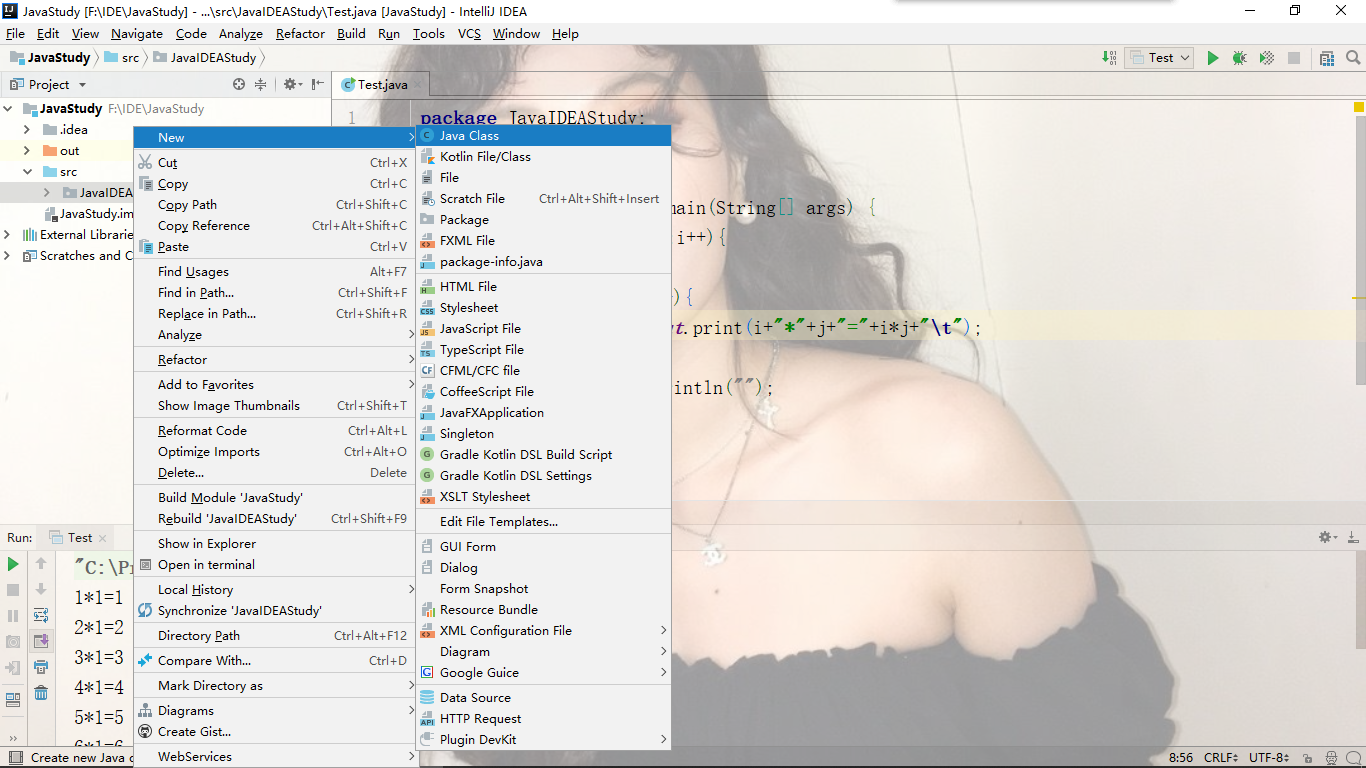 JavaStudy [F:\IDE\JavaStudy] - ...\src\JavaIDEAStudy\Test.java [JavaStudy] - IntelliJ IDEA
File Edit View Navigate Code Analyze Refactor Build Run Tools VCS Window Help
JavaStudy src JavaIDEAStudy Test
Project Test.java
JavaStudy F:\IDE\JavaStudy
1 package JavaIDEAStudy;
.idea
out
src
JavaIDEA
JavaStudy.im
External Librarie
Scratches and C
New
Cut Ctrl+X
Copy Ctrl+C
Copy Path Ctrl+Shift+C
Copy Reference Ctrl+Alt+Shift+C
Paste Ctrl+V
Find Usages Alt+F7
Find in Path... Ctrl+Shift+F
Replace in Path... Ctrl+Shift+R
Analyze
Refactor
Add to Favorites
Show Image Thumbnails Ctrl+Shift+T
Reformat Code Ctrl+Alt+L
Optimize Imports Ctrl+Alt+O
Delete... Delete
Build Module 'JavaStudy'
Rebuild 'JavaIDEAStudy' Ctrl+Shift+F9
Show in Explorer
Open in terminal
Local History
Synchronize 'JavaIDEAStudy'
Directory Path Ctrl+Alt+F12
Compare With... Ctrl+D
Mark Directory as
Diagrams
Create Gist...
WebServices
Java Class
Kotlin File/Class
File
Scratch File Ctrl+Alt+Shift+Insert
Package
FXML File
package-info.java
HTML File
Stylesheet
JavaScript File
TypeScript File
CFML/CFC file
CoffeeScript File
JavaFXApplication
Singleton
Gradle Kotlin DSL Build Script
Gradle Kotlin DSL Settings
XSLT Stylesheet
Edit File Templates...
GUI Form
Dialog
Form Snapshot
Resource Bundle
XML Configuration File
Diagram
Google Guice
Data Source
HTTP Request
Plugin DevKit
main(String[] args) {
i++){
){
ut.print(i+"*"+j+"="+i*j+"\t");
intln("");
Run: Test
"C:\Pr
1*1=1
2*1=2
3*1=3
4*1=4
5*1=5
6*1=6
Create new Java c 8:56 CRLF UTF-8